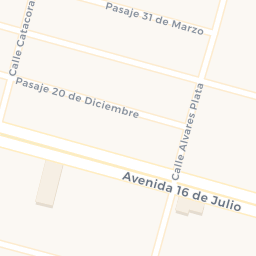 Pasaje 31 de Marzo
Calle Catacora
Pasaje 20 de Diciembre
Calle Alvares Plata
Avenida 16 de Julio